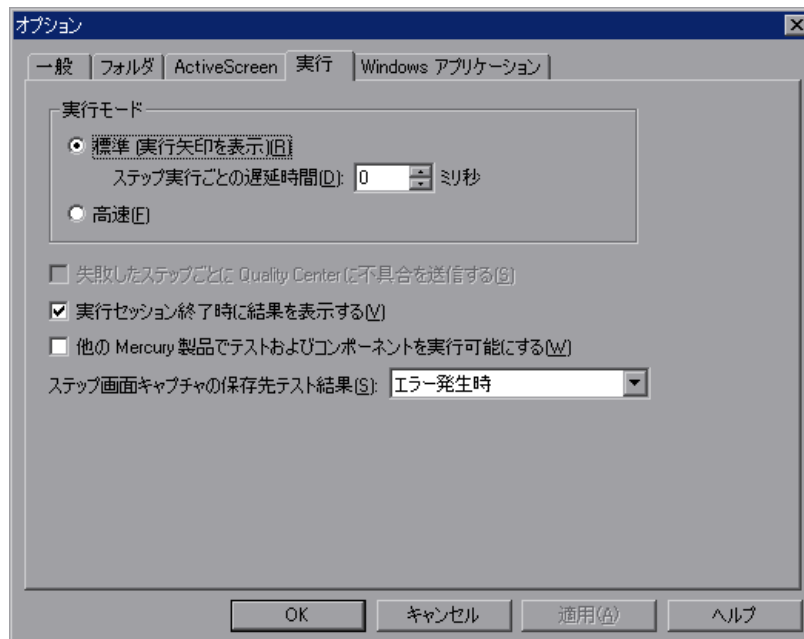 オプション
一般 フォルダ ActiveScreen 実行 Windows アプリケーション
実行モード
標準 (実行矢印を表示)(R)
ステップ実行ごとの遅延時間(D): 0 ミリ秒
高速(F)
失敗したステップごとに Quality Centerに不具合を送信する(S)
実行セッション終了時に結果を表示する(V)
他の Mercury 製品でテストおよびコンポーネントを実行可能にする(W)
ステップ画面キャプチャの保存先テスト結果(S): エラー発生時
OK キャンセル 適用(A) ヘルプ